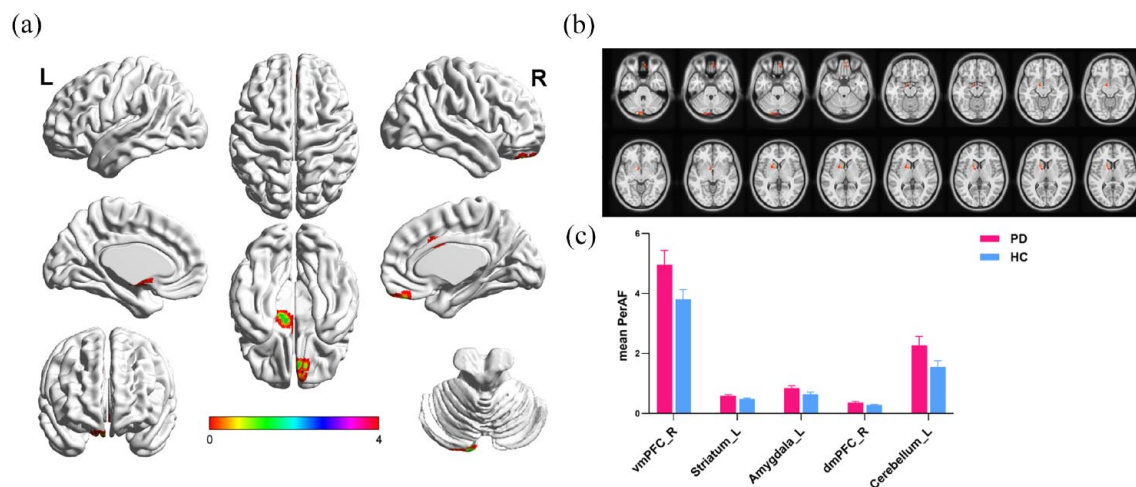 (a)
L
R
0
4
(b)
(c)
PD
HC
mean PerAF
6
4
2
0
vmPFC_R
Striatum_L
Amygdala_L
dmPFC_R
Cerebellum_L